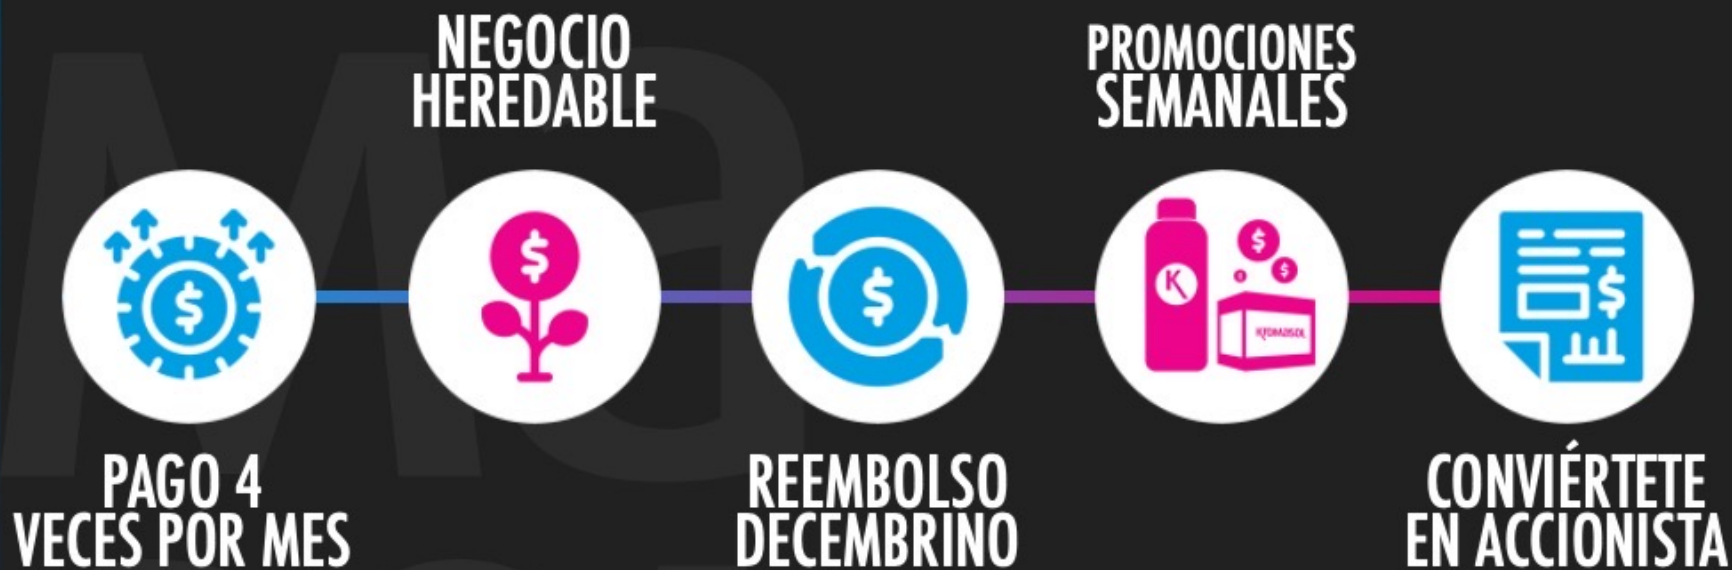 NEGOCIO
HEREDABLE
PROMOCIONES
SEMANALES
$
$
$
K
$
$
$
PAGO 4
VECES POR MES
REEMBOLSO
DECEMBRINO
CONVIÉRTETE
EN ACCIONISTA